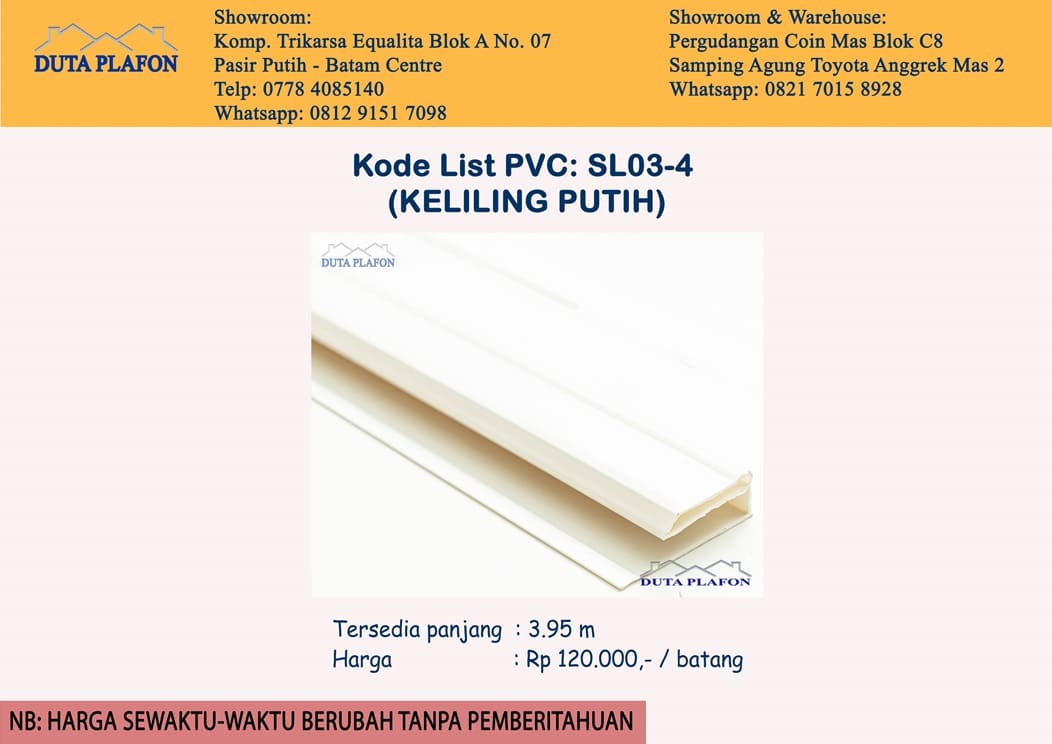 DUTA PLAFON
Showroom:
Komp. Trikarsa Equalita Blok A No. 07
Pasir Putih - Batam Centre
Telp: 0778 4085140
Whatsapp: 0812 9151 7098
Showroom & Warehouse:
Pergudangan Coin Mas Blok C8
Samping Agung Toyota Anggrek Mas 2
Whatsapp: 0821 7015 8928
Kode List PVC: SL03-4
(KELILING PUTIH)
DUTA PLAFON
DUTA PLAFON
Tersedia panjang : 3.95 m
Harga : Rp 120.000,- / batang
NB: HARGA SEWAKTU-WAKTU BERUBAH TANPA PEMBERITAHUAN